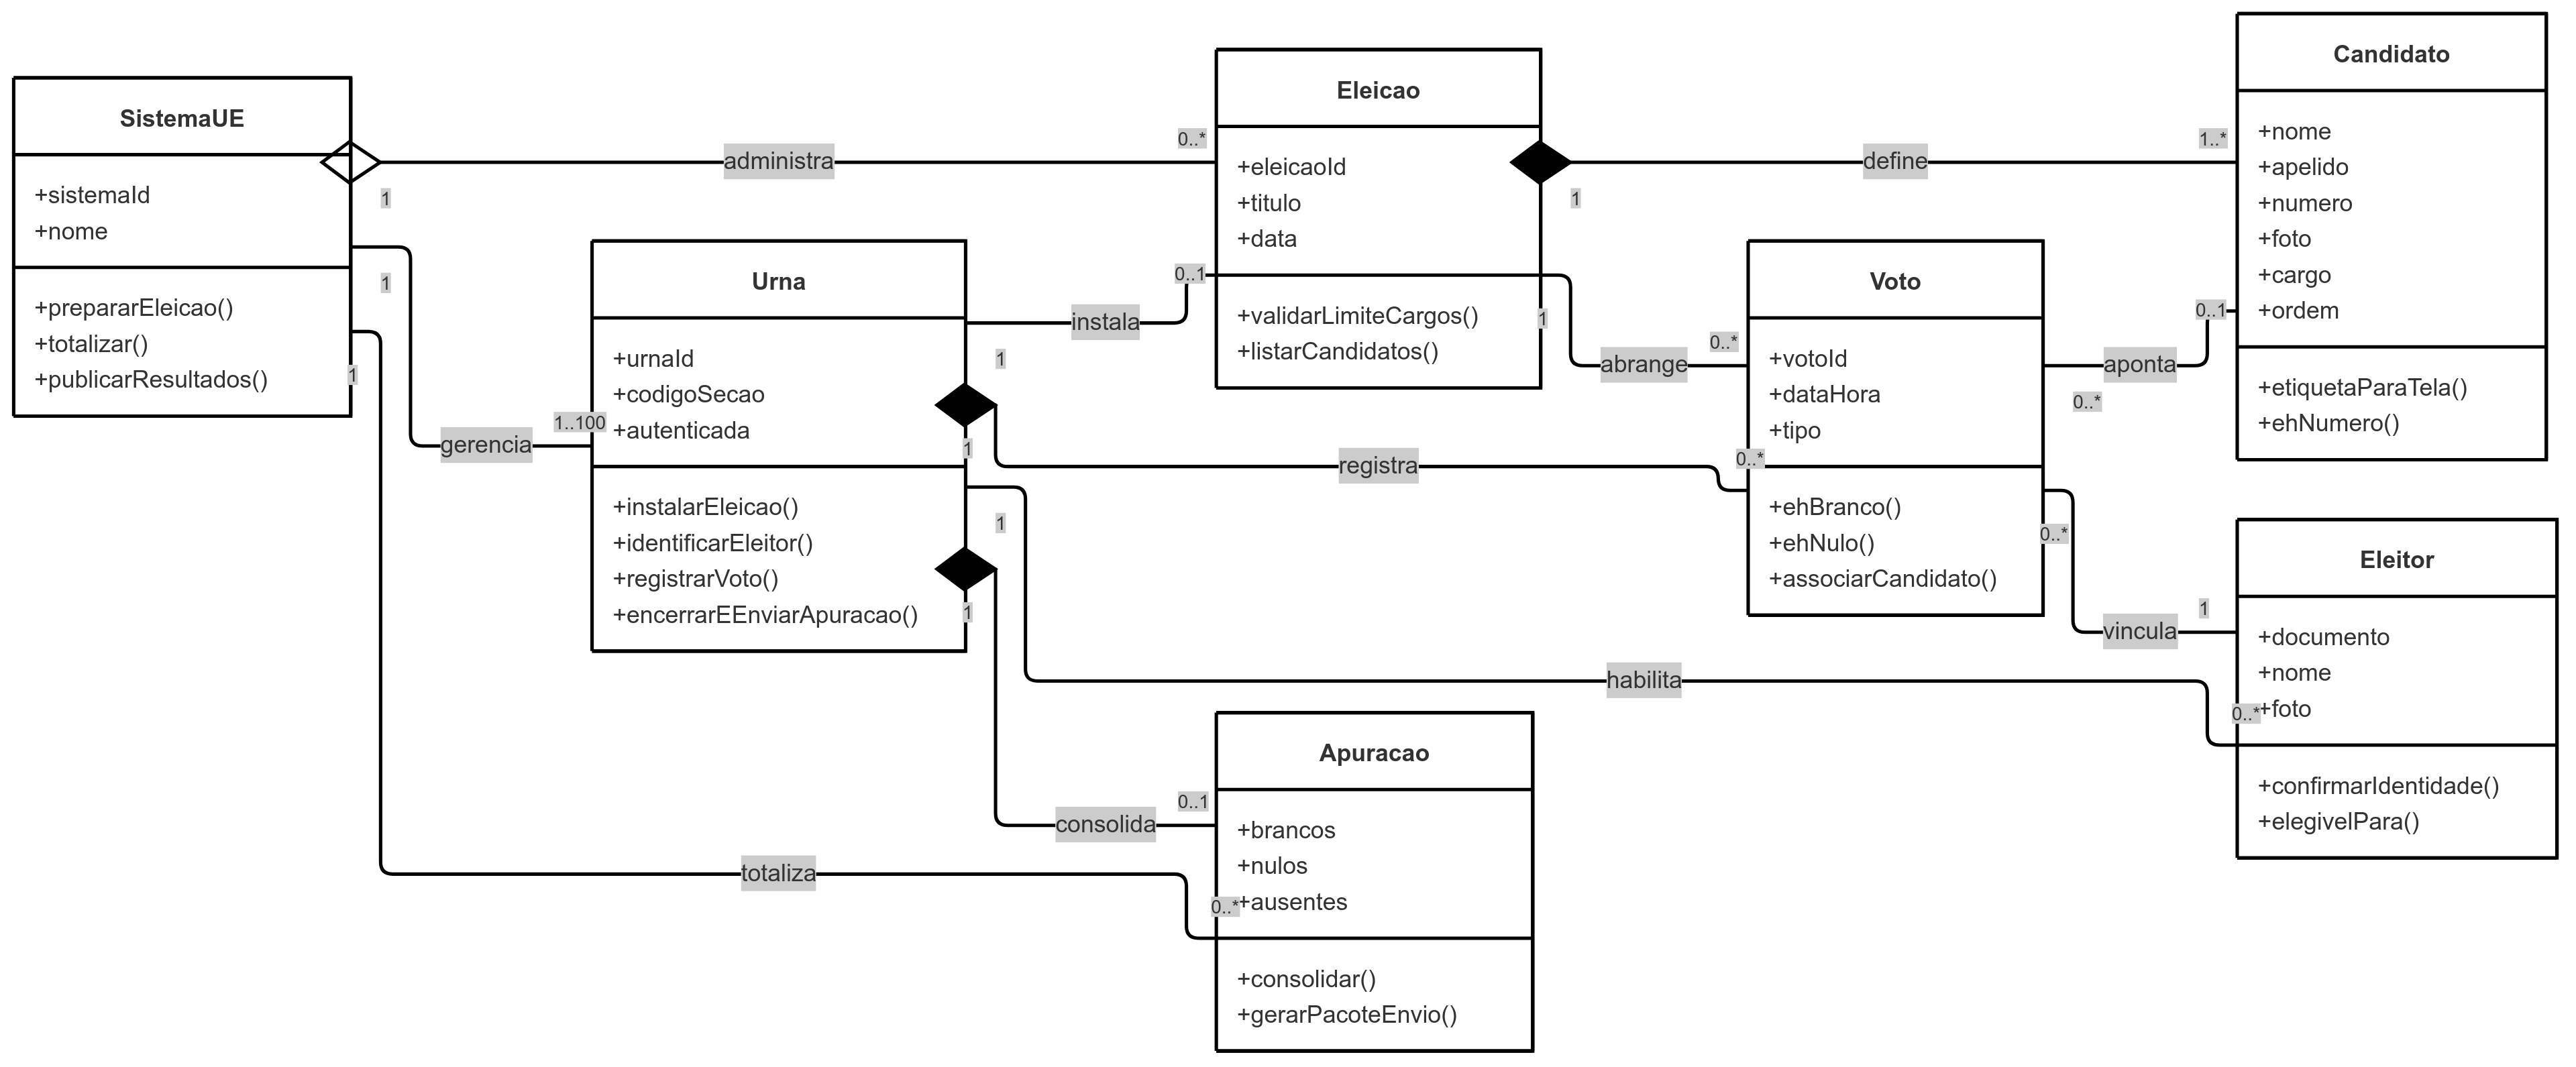 SistemaUE
+sistemaId
+nome
+prepararEleicao()
+totalizar()
+publicarResultados()
1
1
1
administra
0..*
gerencia
1..100
totaliza
0..*
Urna
+urnaId
+codigoSecao
+autenticada
+instalarEleicao()
+identificarEleitor()
+registrarVoto()
+encerrarEEnviarApuracao()
1
1
1
1
instala
0..1
registra
0..*
habilita
0..*
consolida
0..1
Eleicao
+eleicaoId
+titulo
+data
+validarLimiteCargos()
+listarCandidatos()
1
1
define
1..*
abrange
0..*
Apuracao
+brancos
+nulos
+ausentes
+consolidar()
+gerarPacoteEnvio()
Voto
+votoId
+dataHora
+tipo
+ehBranco()
+ehNulo()
+associarCandidato()
0..*
aponta
0..1
0..*
vincula
1
Candidato
+nome
+apelido
+numero
+foto
+cargo
+ordem
+etiquetaParaTela()
+ehNumero()
Eleitor
+documento
+nome
+foto
+confirmarIdentidade()
+elegivelPara()